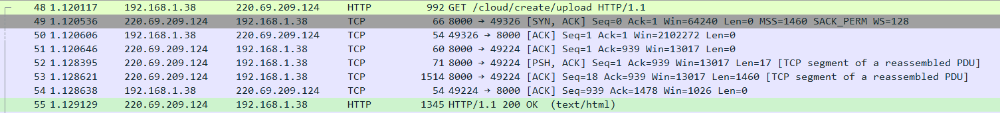 48 1.120117 192.168.1.38 220.69.209.124 HTTP 992 GET /cloud/create/upload HTTP/1.1
49 1.120536 220.69.209.124 192.168.1.38 TCP 66 8000 → 49326 [SYN, ACK] Seq=0 Ack=1 Win=64240 Len=0 MSS=1460 SACK_PERM WS=128
50 1.120606 192.168.1.38 220.69.209.124 TCP 54 49326 → 8000 [ACK] Seq=1 Ack=1 Win=2102272 Len=0
51 1.120646 220.69.209.124 192.168.1.38 TCP 60 8000 → 49224 [ACK] Seq=1 Ack=939 Win=13017 Len=0
52 1.128395 220.69.209.124 192.168.1.38 TCP 71 8000 → 49224 [PSH, ACK] Seq=1 Ack=939 Win=13017 Len=17 [TCP segment of a reassembled PDU]
53 1.128621 220.69.209.124 192.168.1.38 TCP 1514 8000 → 49224 [ACK] Seq=18 Ack=939 Win=13017 Len=1460 [TCP segment of a reassembled PDU]
54 1.128638 192.168.1.38 220.69.209.124 TCP 54 49224 → 8000 [ACK] Seq=939 Ack=1478 Win=1026 Len=0
55 1.129129 220.69.209.124 192.168.1.38 HTTP 1345 HTTP/1.1 200 OK (text/html)